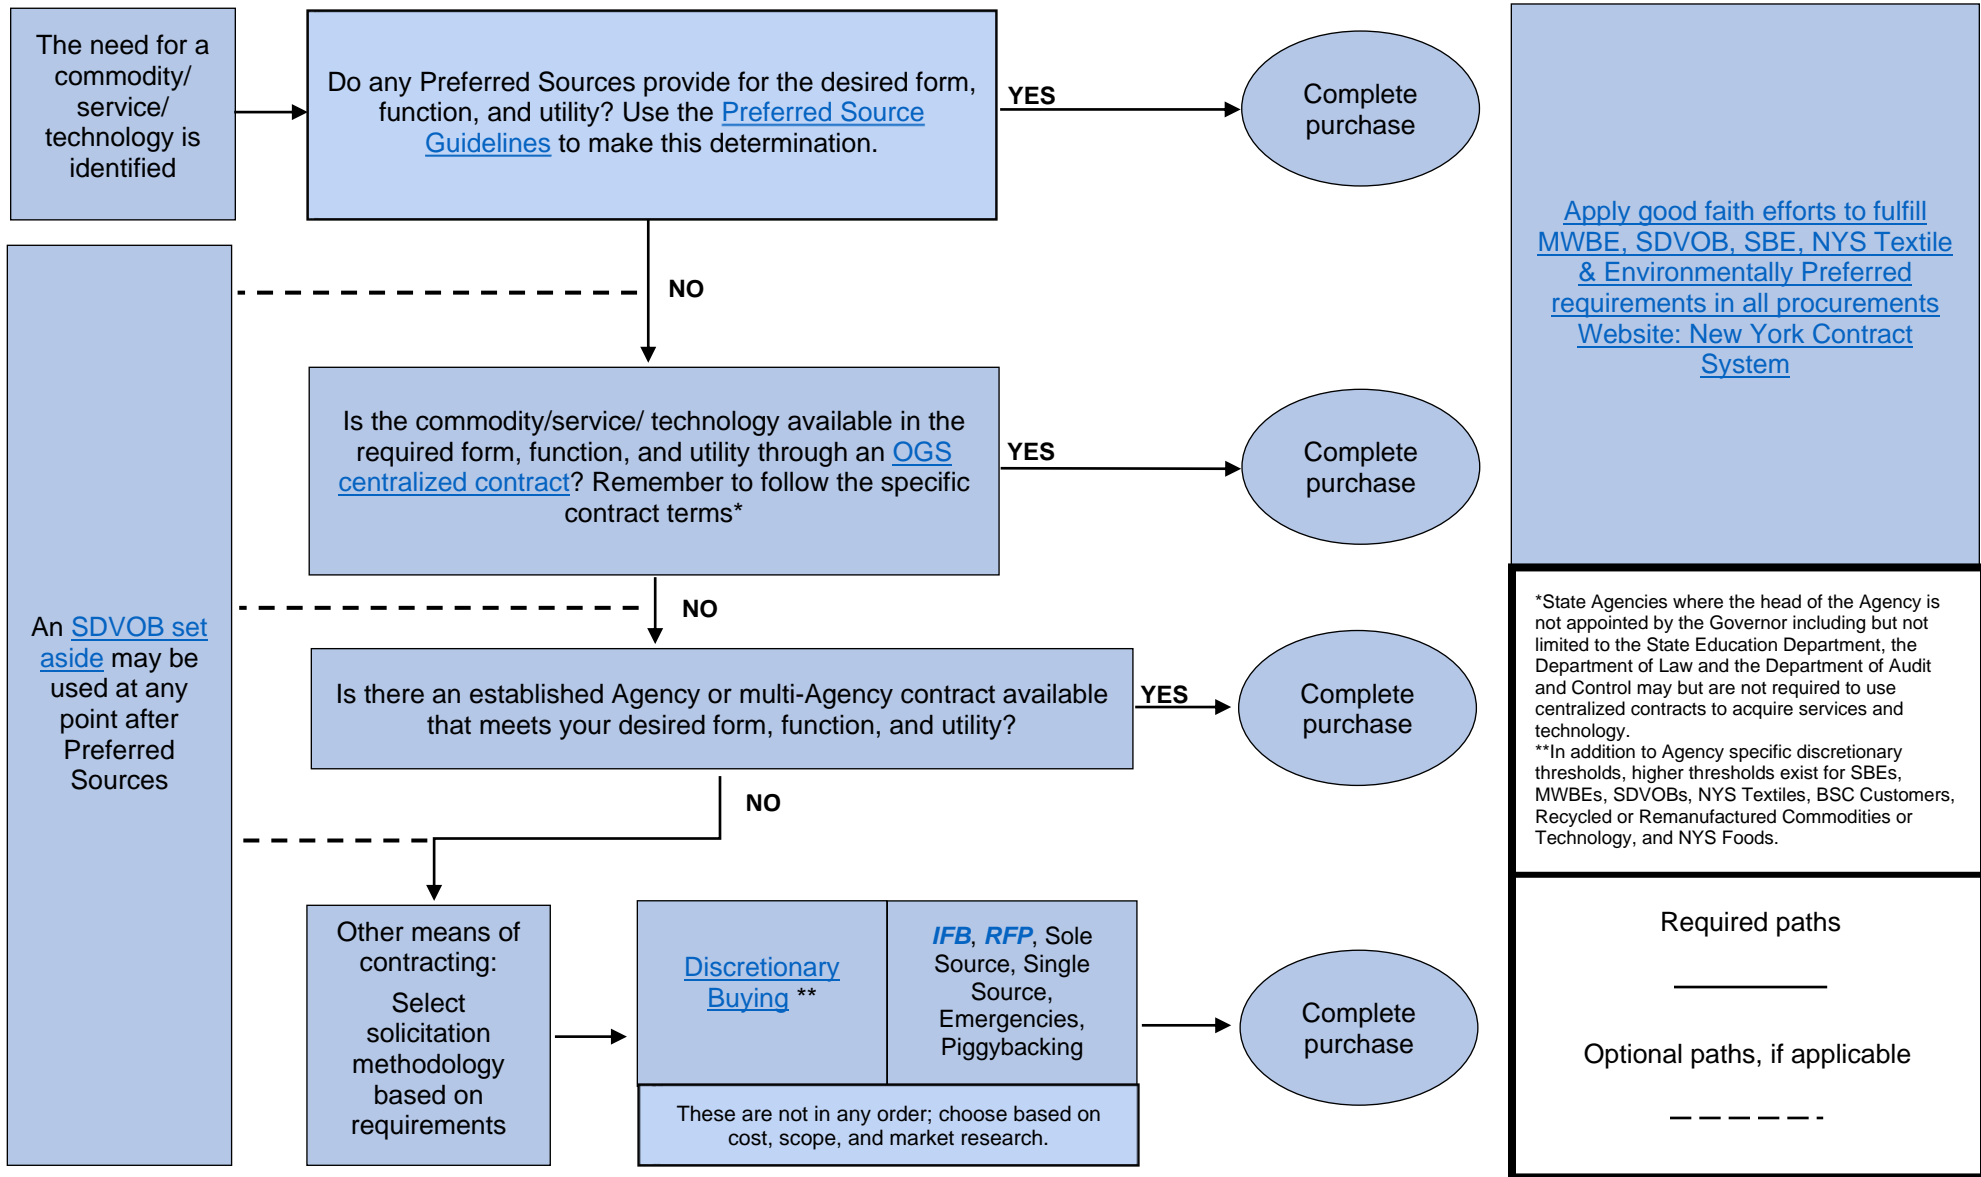 The need for a
commodity/
service/
technology is
identified
Do any Preferred Sources provide for the desired form,
function, and utility? Use the Preferred Source
Guidelines to make this determination.
YES
Complete
purchase
NO
Is the commodity/service/ technology available in the
required form, function, and utility through an OGS
centralized contract? Remember to follow the specific
contract terms*
YES
Complete
purchase
NO
An SDVOB set
aside may be
used at any
point after
Preferred
Sources
Is there an established Agency or multi-Agency contract available
that meets your desired form, function, and utility?
YES
Complete
purchase
NO
Other means of
contracting:
Select
solicitation
methodology
based on
requirements
Discretionary
Buying **
IFB, RFP, Sole
Source, Single
Source,
Emergencies,
Piggybacking
These are not in any order; choose based on
cost, scope, and market research.
Complete
purchase
Apply good faith efforts to fulfill
MWBE, SDVOB, SBE, NYS Textile
& Environmentally Preferred
requirements in all procurements
Website: New York Contract
System
*State Agencies where the head of the Agency is
not appointed by the Governor including but not
limited to the State Education Department, the
Department of Law and the Department of Audit
and Control may but are not required to use
centralized contracts to acquire services and
technology.
**In addition to Agency specific discretionary
thresholds, higher thresholds exist for SBEs,
MWBEs, SDVOBs, NYS Textiles, BSC Customers,
Recycled or Remanufactured Commodities or
Technology, and NYS Foods.
Required paths
Optional paths, if applicable